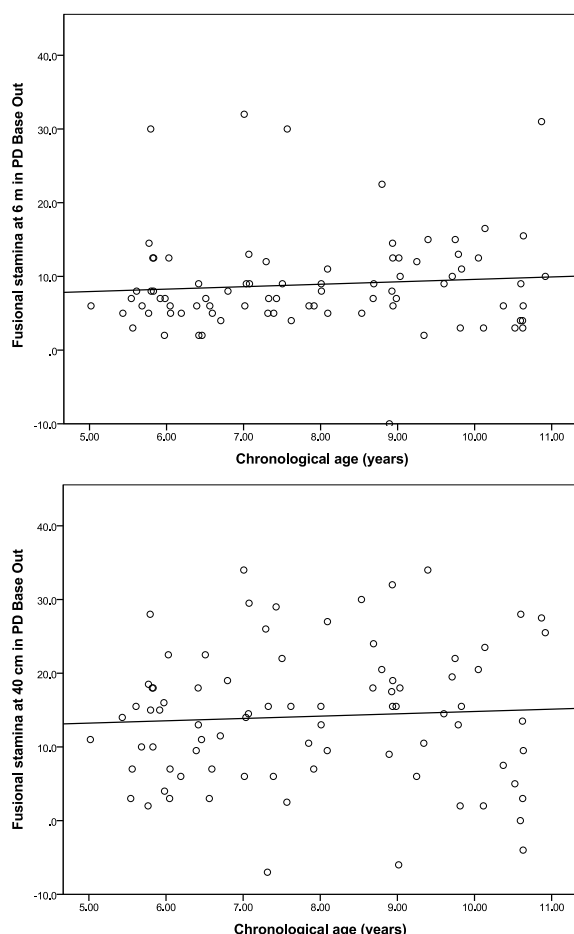 Fusional stamina at 6 m in PD Base Out
40.0
30.0
20.0
10.0
.0
-10.0
5.00 6.00 7.00 8.00 9.00 10.00 11.00
Chronological age (years)
Fusional stamina at 40 cm in PD Base Out
40.0
30.0
20.0
10.0
.0
-10.0
5.00 6.00 7.00 8.00 9.00 10.00 11.00
Chronological age (years)